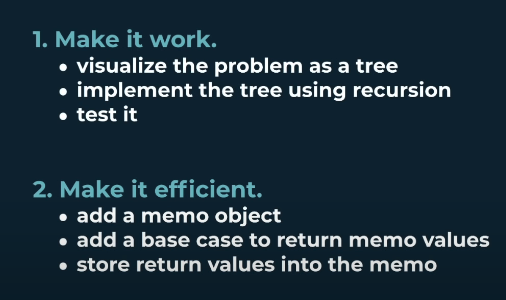 1. Make it work.
• visualize the problem as a tree
• implement the tree using recursion
• test it
2. Make it efficient.
• add a memo object
• add a base case to return memo values
• store return values into the memo